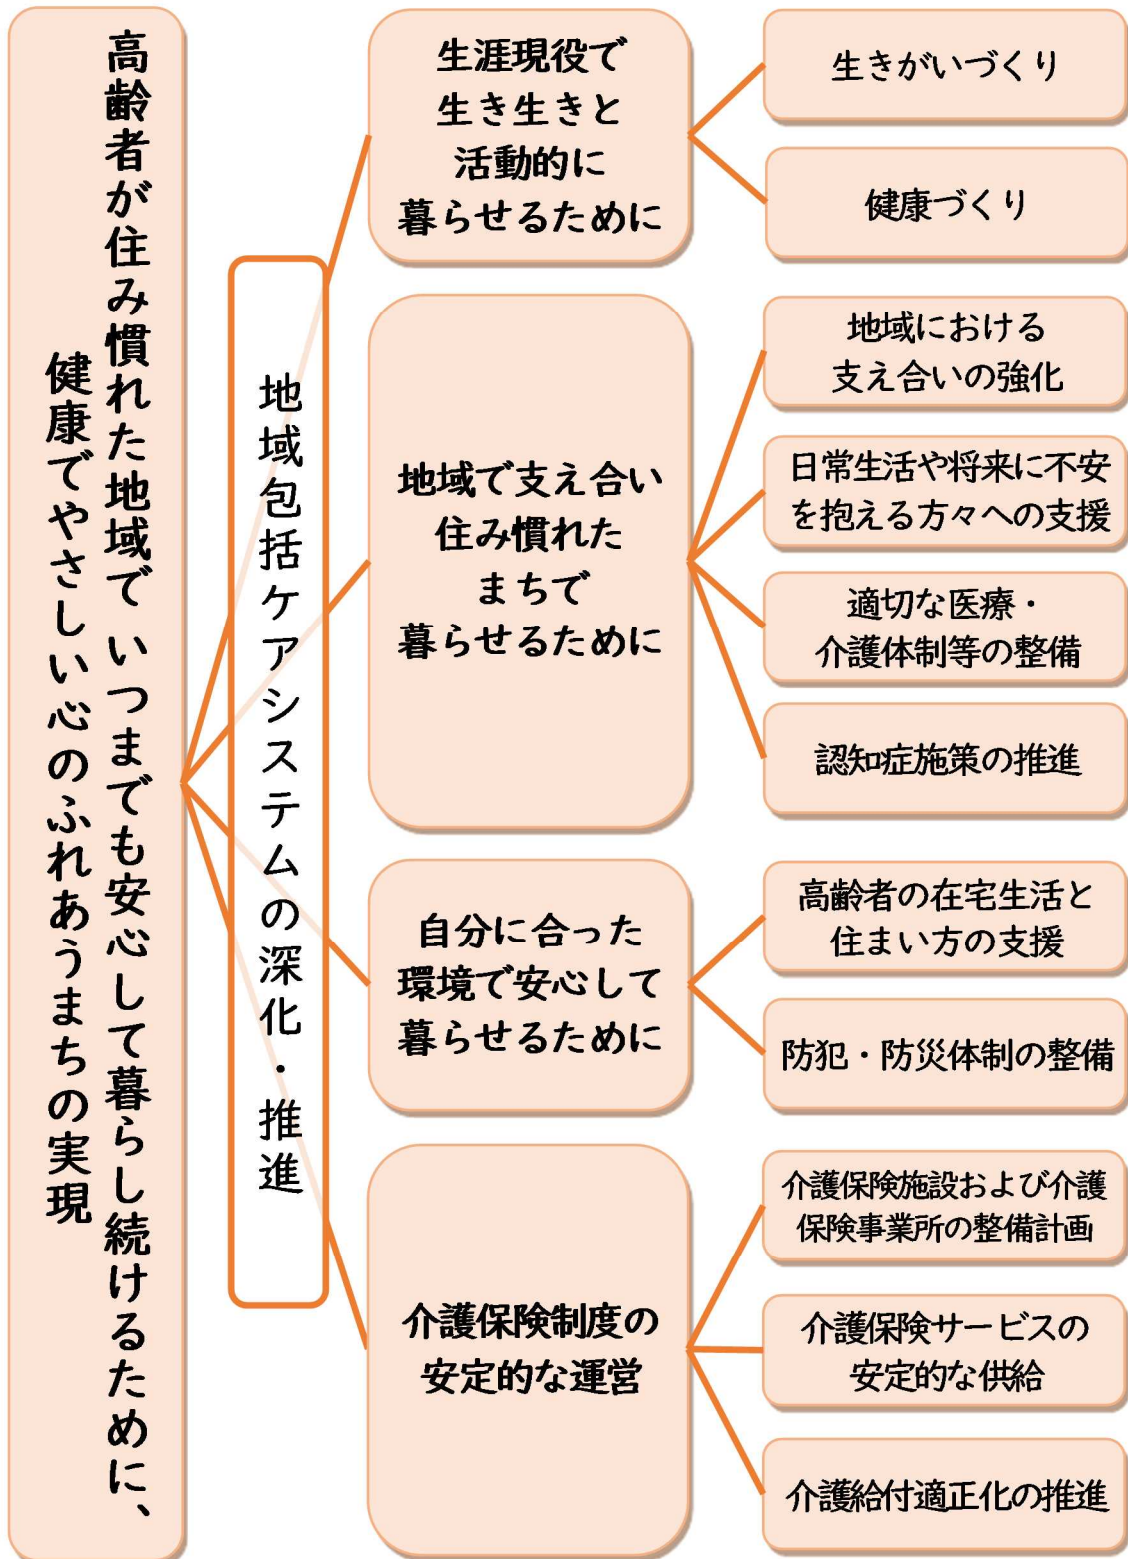 高齢者が住み慣れた地域で いつまでも安心して暮らし続けるために、
健康でやさしい心のふれあうまちの実現
地域包括ケアシステムの深化・推進
生涯現役で
生き生きと
活動的に
暮らせるために
生きがいづくり
健康づくり
地域で支え合い
住み慣れた
まちで
暮らせるために
地域における
支え合いの強化
日常生活や将来に不安
を抱える方々への支援
適切な医療・
介護体制等の整備
認知症施策の推進
自分に合った
環境で安心して
暮らせるために
高齢者の在宅生活と
住まい方の支援
防犯・防災体制の整備
介護保険制度の
安定的な運営
介護保険施設および介護
保険事業所の整備計画
介護保険サービスの
安定的な供給
介護給付適正化の推進